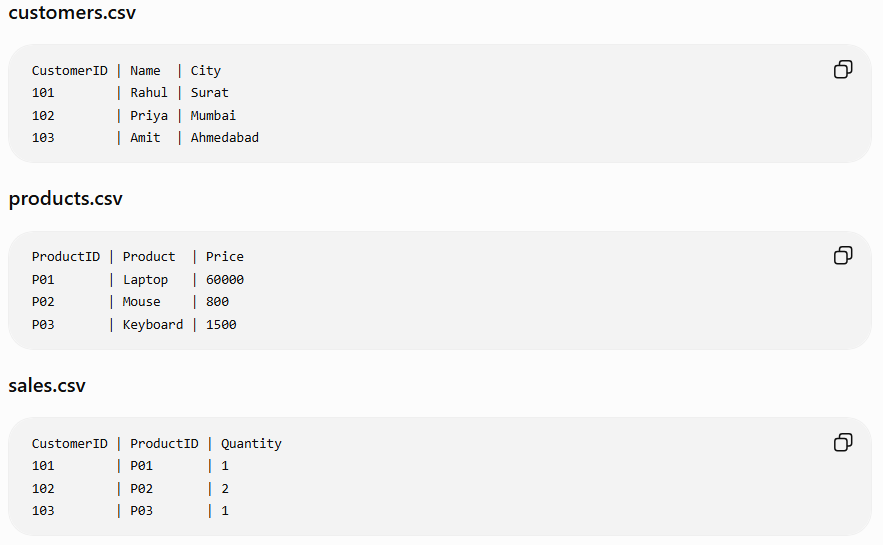 customers.csv
CustomerID | Name  | City
101        | Rahul | Surat
102        | Priya | Mumbai
103        | Amit  | Ahmedabad
products.csv
ProductID | Product  | Price
P01       | Laptop   | 60000
P02       | Mouse    | 800
P03       | Keyboard | 1500
sales.csv
CustomerID | ProductID | Quantity
101        | P01       | 1
102        | P02       | 2
103        | P03       | 1